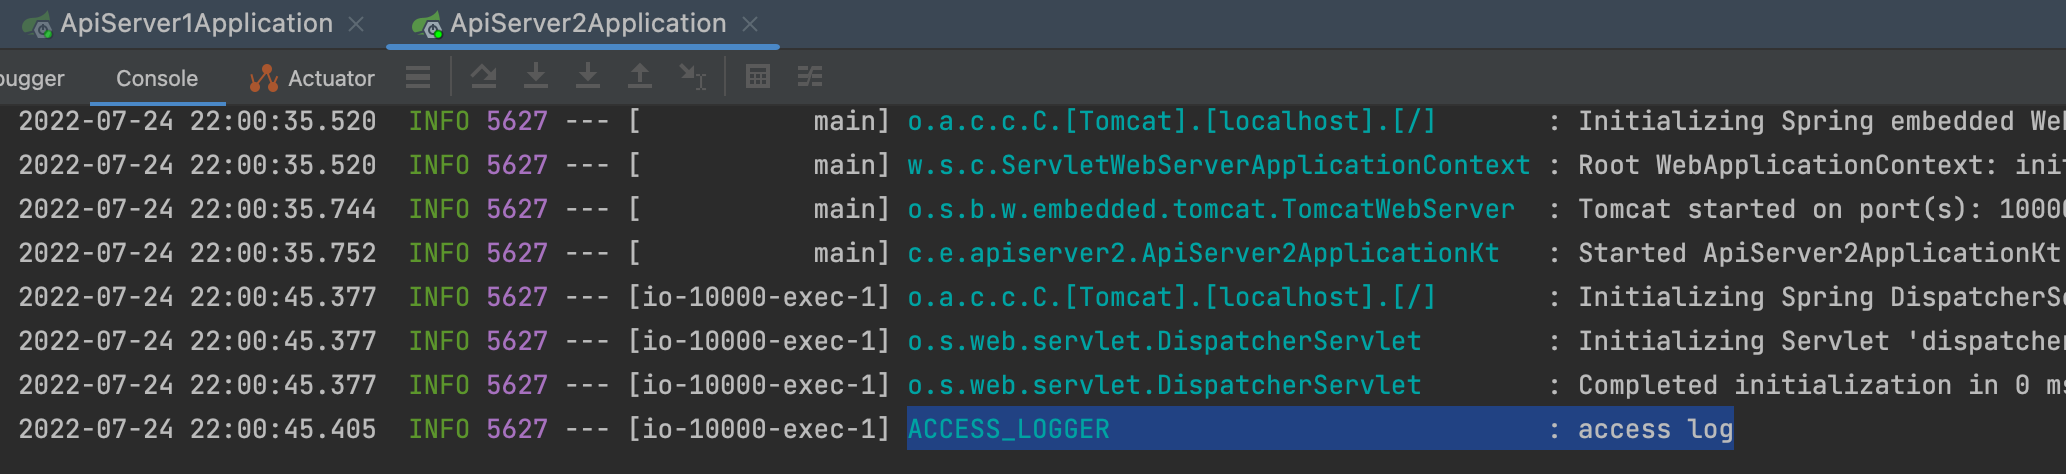 ApiServer1Application × ApiServer2Application ×
Console Actuator
2022-07-24 22:00:35.520 INFO 5627 --- [           main] o.a.c.c.C.[Tomcat].[localhost].[/]       : Initializing Spring embedded
2022-07-24 22:00:35.520 INFO 5627 --- [           main] w.s.c.ServletWebServerApplicationContext : Root WebApplicationContext:
2022-07-24 22:00:35.744 INFO 5627 --- [           main] o.s.b.w.embedded.tomcat.TomcatWebServer  : Tomcat started on port(s): 10000
2022-07-24 22:00:35.752 INFO 5627 --- [           main] c.e.apiserver2.ApiServer2ApplicationKt   : Started ApiServer2ApplicationKt
2022-07-24 22:00:45.377 INFO 5627 --- [io-10000-exec-1] o.a.c.c.C.[Tomcat].[localhost].[/]       : Initializing Spring
2022-07-24 22:00:45.377 INFO 5627 --- [io-10000-exec-1] o.s.web.servlet.DispatcherServlet        : Initializing Servlet
2022-07-24 22:00:45.377 INFO 5627 --- [io-10000-exec-1] o.s.web.servlet.DispatcherServlet        : Completed initialization in 0 ms
2022-07-24 22:00:45.405 INFO 5627 --- [io-10000-exec-1] ACCESS_LOGGER                            : access log